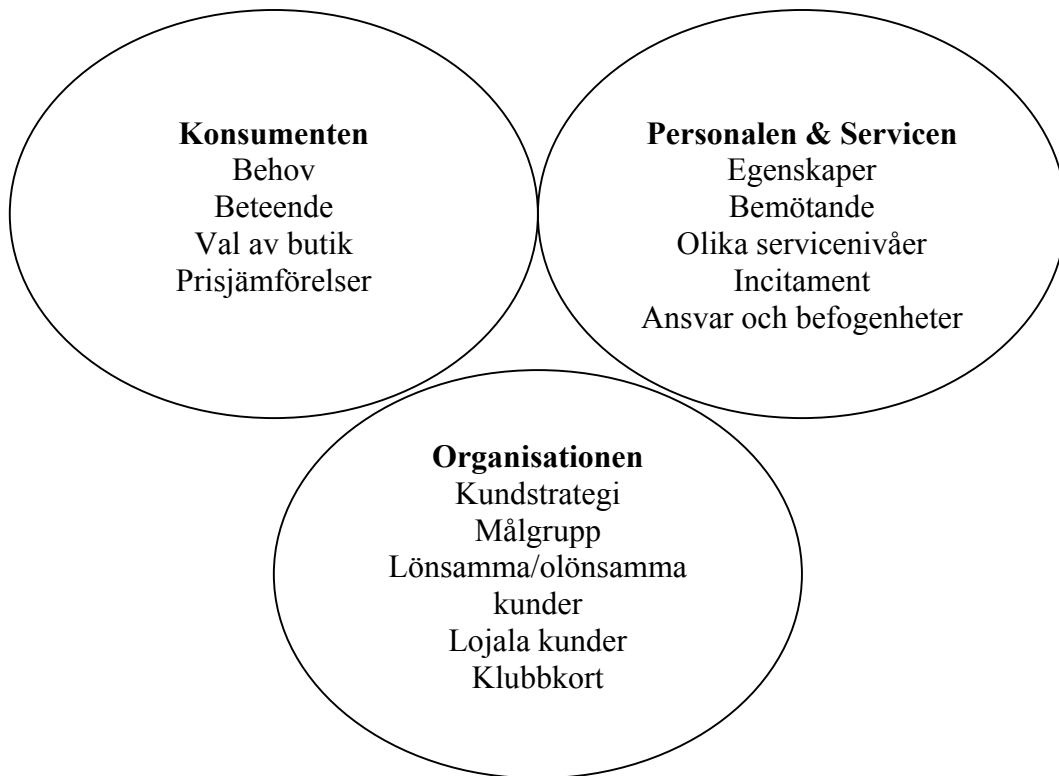 Konsumenten
Behov
Beteende
Val av butik
Prisjämförelser
Personalen & Servicen
Egenskaper
Bemötande
Olika servicenivåer
Incitament
Ansvar och befogenheter
Organisationen
Kundstrategi
Målgrupp
Lönsamma/olönsamma
kunder
Lojala kunder
Klubbkort